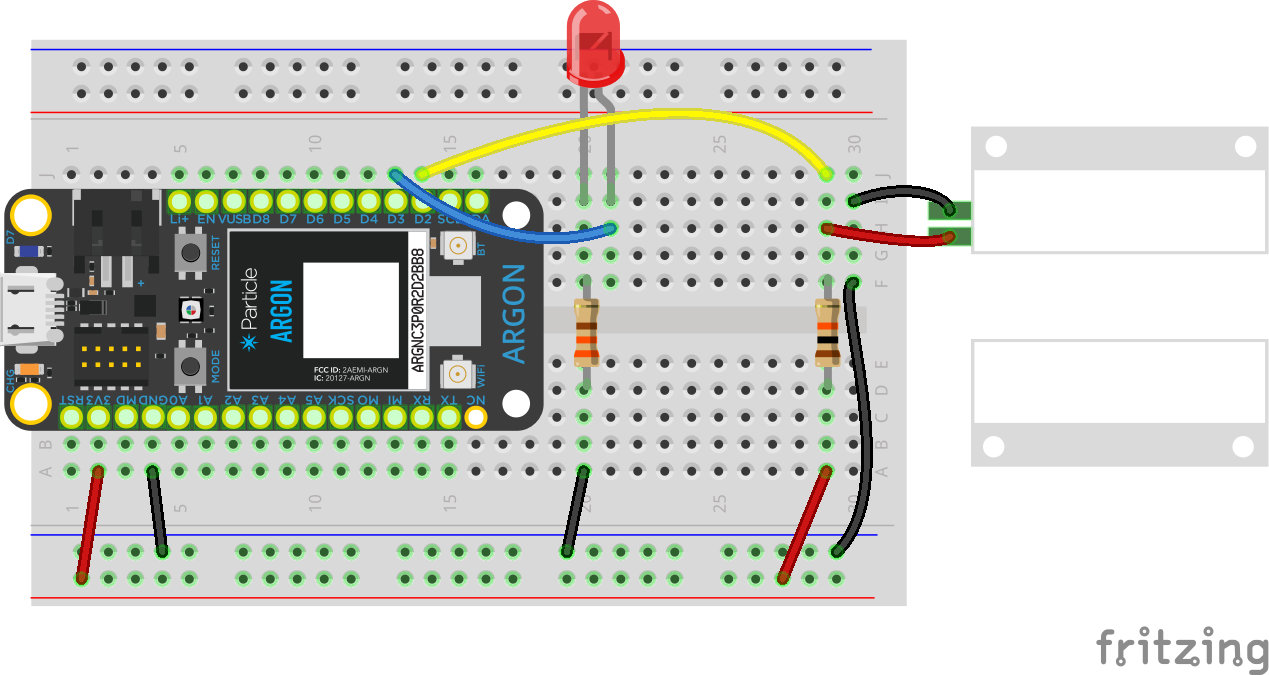 1 5 10 15 20 25 30
J J
I
Li+ EN VUSB D8 D7 D6 D5 D4 D3 D2 SCL SDA
H
D7
RESET
BT
G
+
Particle
ARGON
ARGNC3P0R2D2BB8
ARGON
F
FCC ID: 2AEMI-ARGN
IC: 20127-ARGN
MODE
WiFi
E
CHG
D
RST 3V3 MD GND A0 A1 A2 A3 A4 A5 SCK MO MI RX TX NC
C
B B
A A
1 5 10 15 20 25 30
fritzing